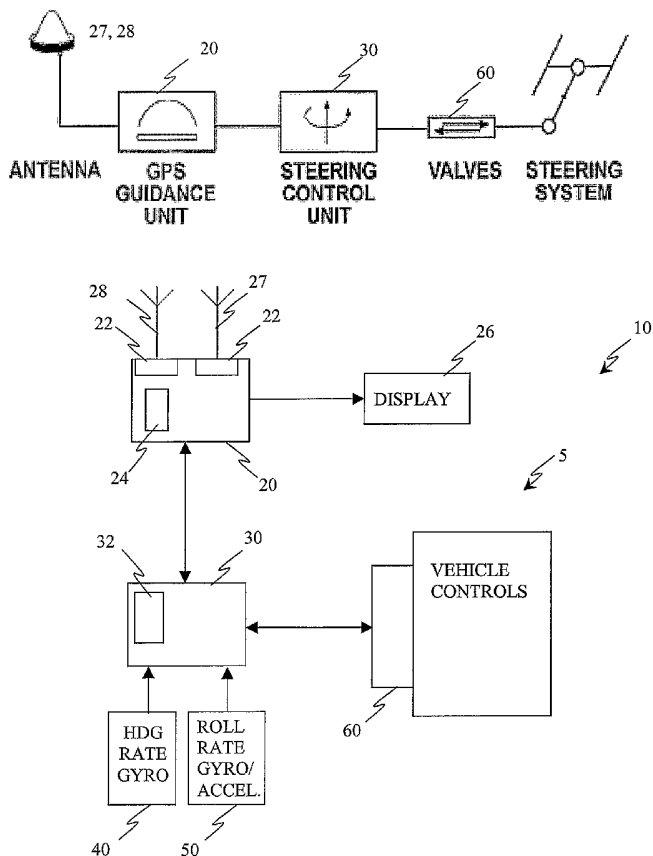 27, 28
20
30
60
ANTENNA
GPS
GUIDANCE
UNIT
STEERING
CONTROL
UNIT
VALVES
STEERING
SYSTEM
28
27
22
22
26
10
DISPLAY
24
20
5
32
30
VEHICLE
CONTROLS
HDG
RATE
GYRO
ROLL
RATE
GYRO/
ACCEL.
60
40
50